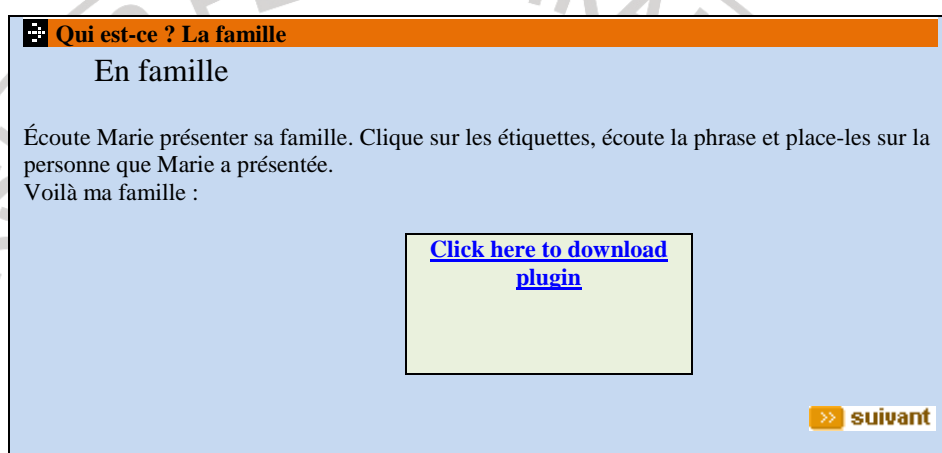 Qui est-ce ? La famille
En famille
Écoute Marie présenter sa famille. Clique sur les étiquettes, écoute la phrase et place-les sur la
personne que Marie a présentée.
Voilà ma famille :
Click here to download
plugin
suivant